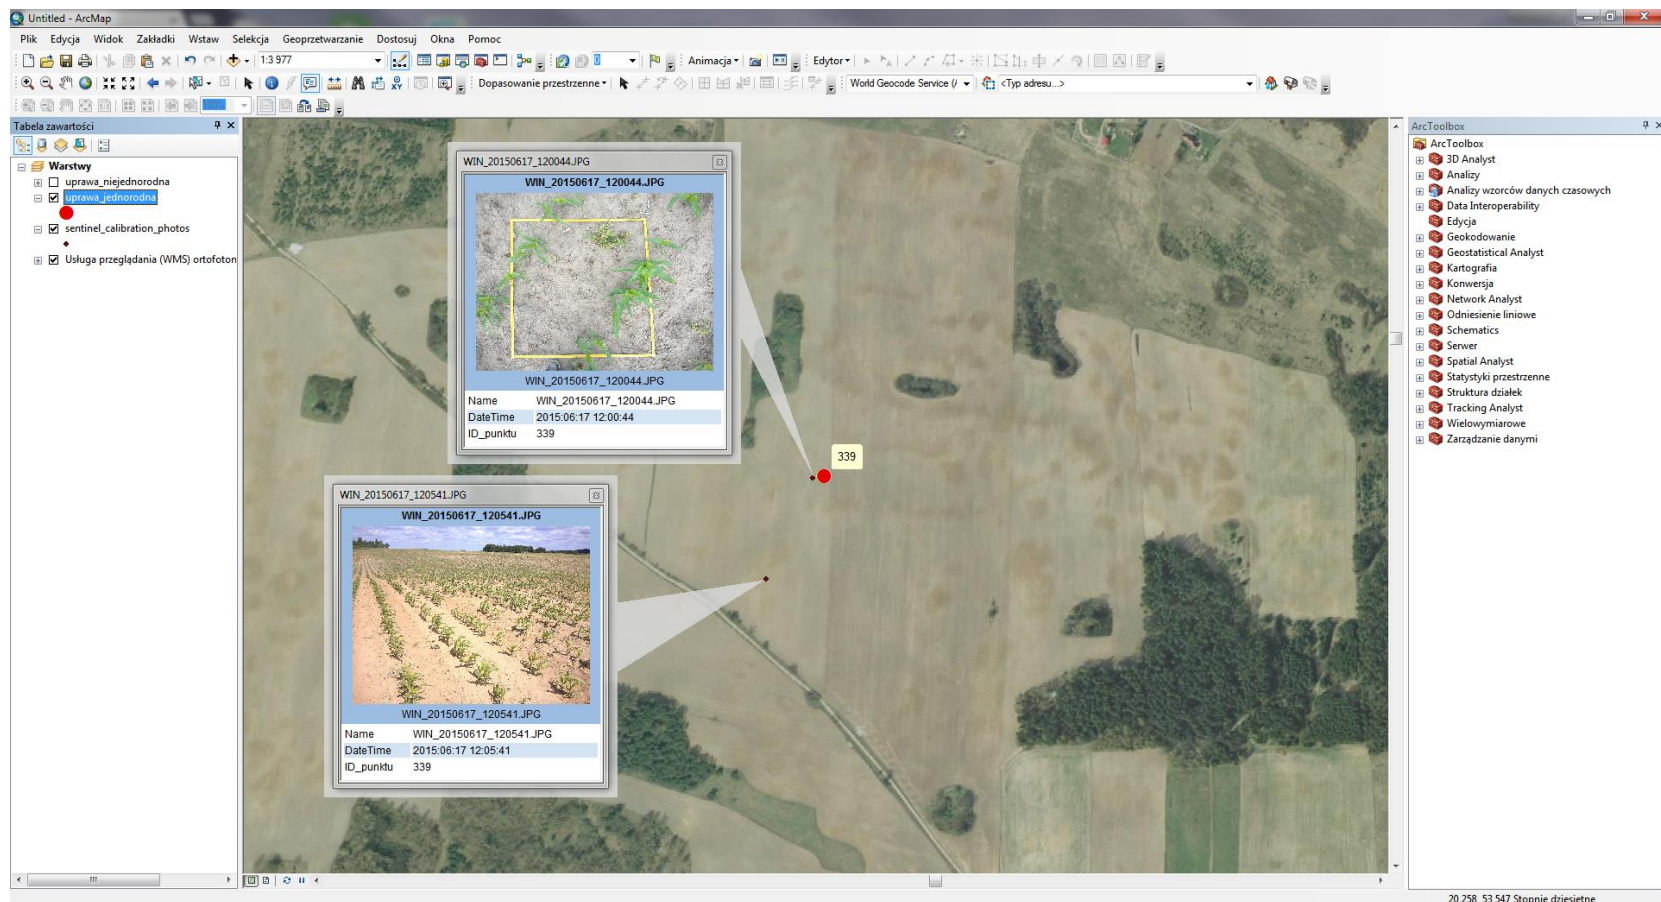 Untitled - ArcMap
Plik Edycja Widok Zakładki Wstaw Selekcja Geoprzetwarzanie Dostosuj Okna Pomoc
1:3 977 0 Animacja Edytor
Dopasowanie przestrzenne World Geocode Service (/ <Typ adresu...>
100%
Tabela zawartości
Warstwy
uprawa_niejednorodna
uprawa_jednorodna
sentinel_calibration_photos
Usługa przeglądania (WMS) ortofoton
WIN_20150617_120044.JPG
WIN_20150617_120044.JPG
WIN_20150617_120044.JPG
Name WIN_20150617_120044.JPG
DateTime 2015:06:17 12:00:44
ID_punktu 339
339
WIN_20150617_120541.JPG
WIN_20150617_120541.JPG
WIN_20150617_120541.JPG
Name WIN_20150617_120541.JPG
DateTime 2015:06:17 12:05:41
ID_punktu 339
ArcToolbox
ArcToolbox
3D Analyst
Analizy
Analizy wzorców danych czasowych
Data Interoperability
Edycja
Geokodowanie
Geostatistical Analyst
Kartografia
Konwersja
Network Analyst
Odniesienie liniowe
Schematics
Serwer
Spatial Analyst
Statystyki przestrzenne
Struktura działek
Tracking Analyst
Wielowymiarowe
Zarządzanie danymi
20,258 53,547 Stopnie dziesiętne